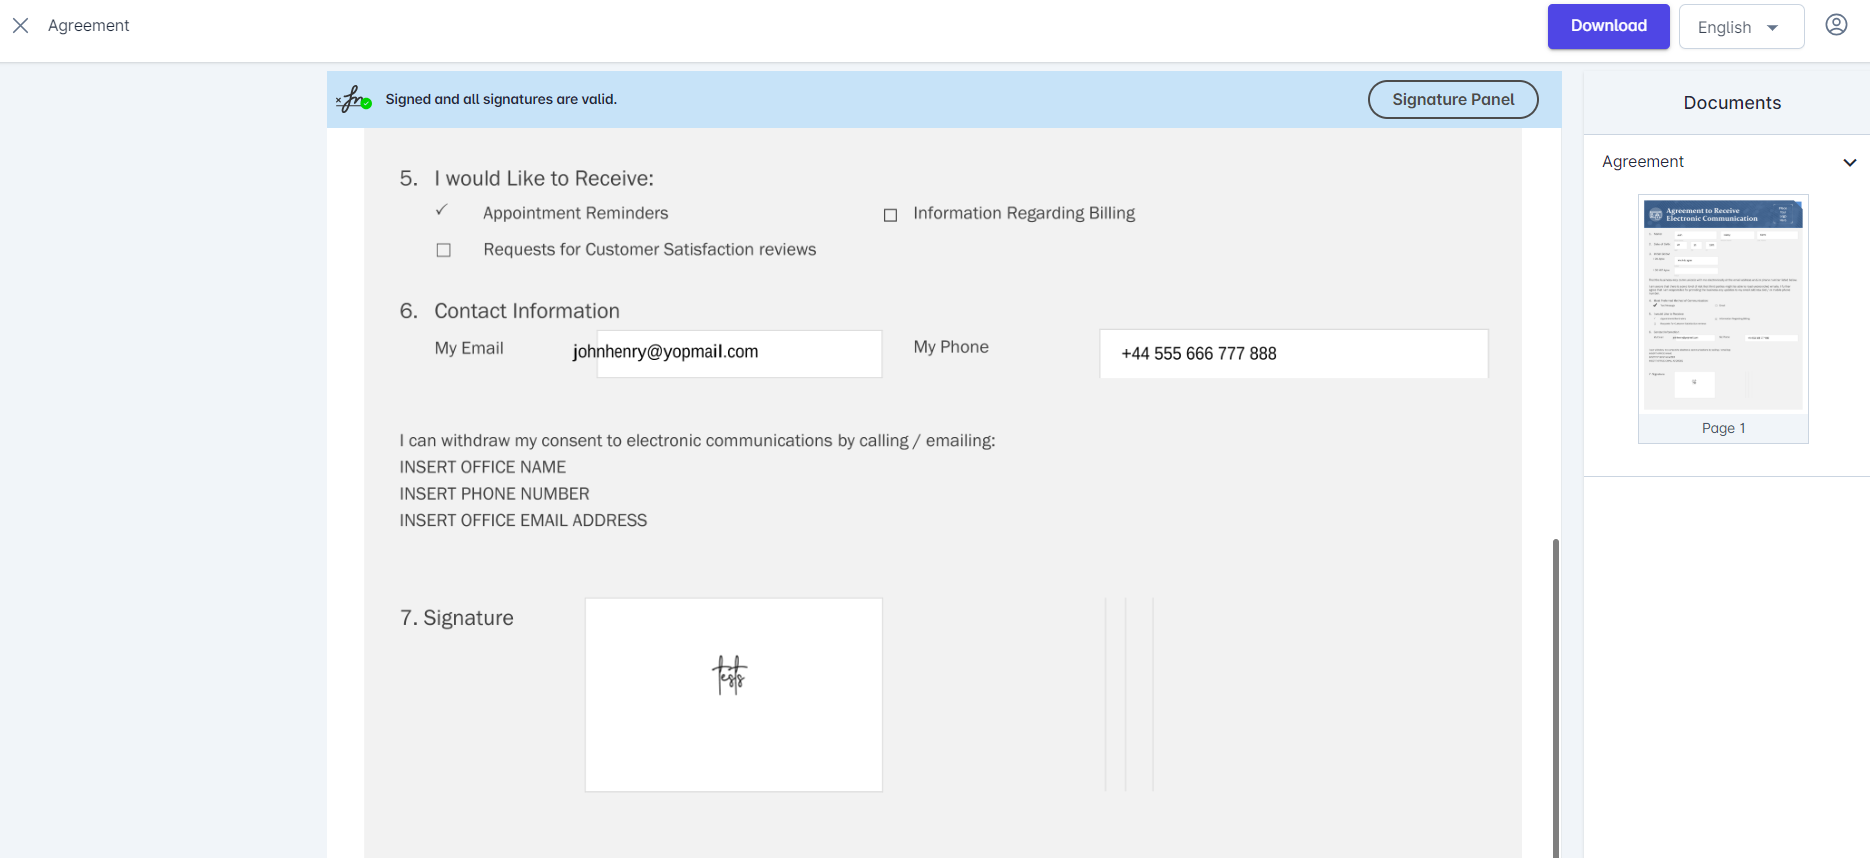 Agreement
Download
English
Signed and all signatures are valid.
Signature Panel
5. I would Like to Receive:
✓ Appointment Reminders
☐ Information Regarding Billing
☐ Requests for Customer Satisfaction reviews
6. Contact Information
My Email johnhenry@yopmail.com
My Phone +44 555 666 777 888
I can withdraw my consent to electronic communications by calling / emailing:
INSERT OFFICE NAME
INSERT PHONE NUMBER
INSERT OFFICE EMAIL ADDRESS
7. Signature
tests
Documents
Agreement
Agreement to Receive
Electronic Communication
Page 1